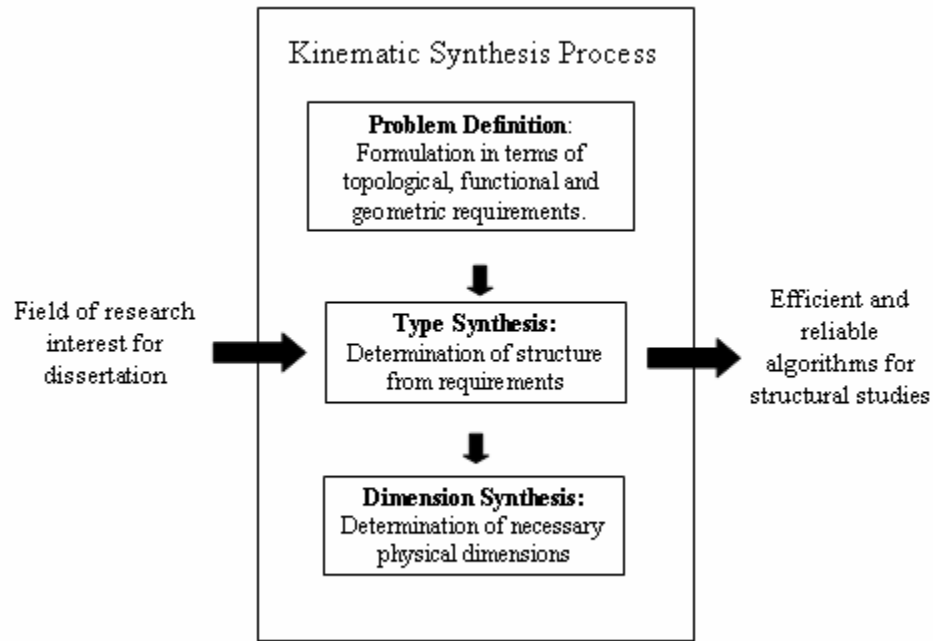 Kinematic Synthesis Process
Problem Definition:
Formulation in terms of
topological, functional and
geometric requirements.
Field of research
interest for
dissertation
Type Synthesis:
Determination of structure
from requirements
Efficient and
reliable
algorithms for
structural studies
Dimension Synthesis:
Determination of necessary
physical dimensions